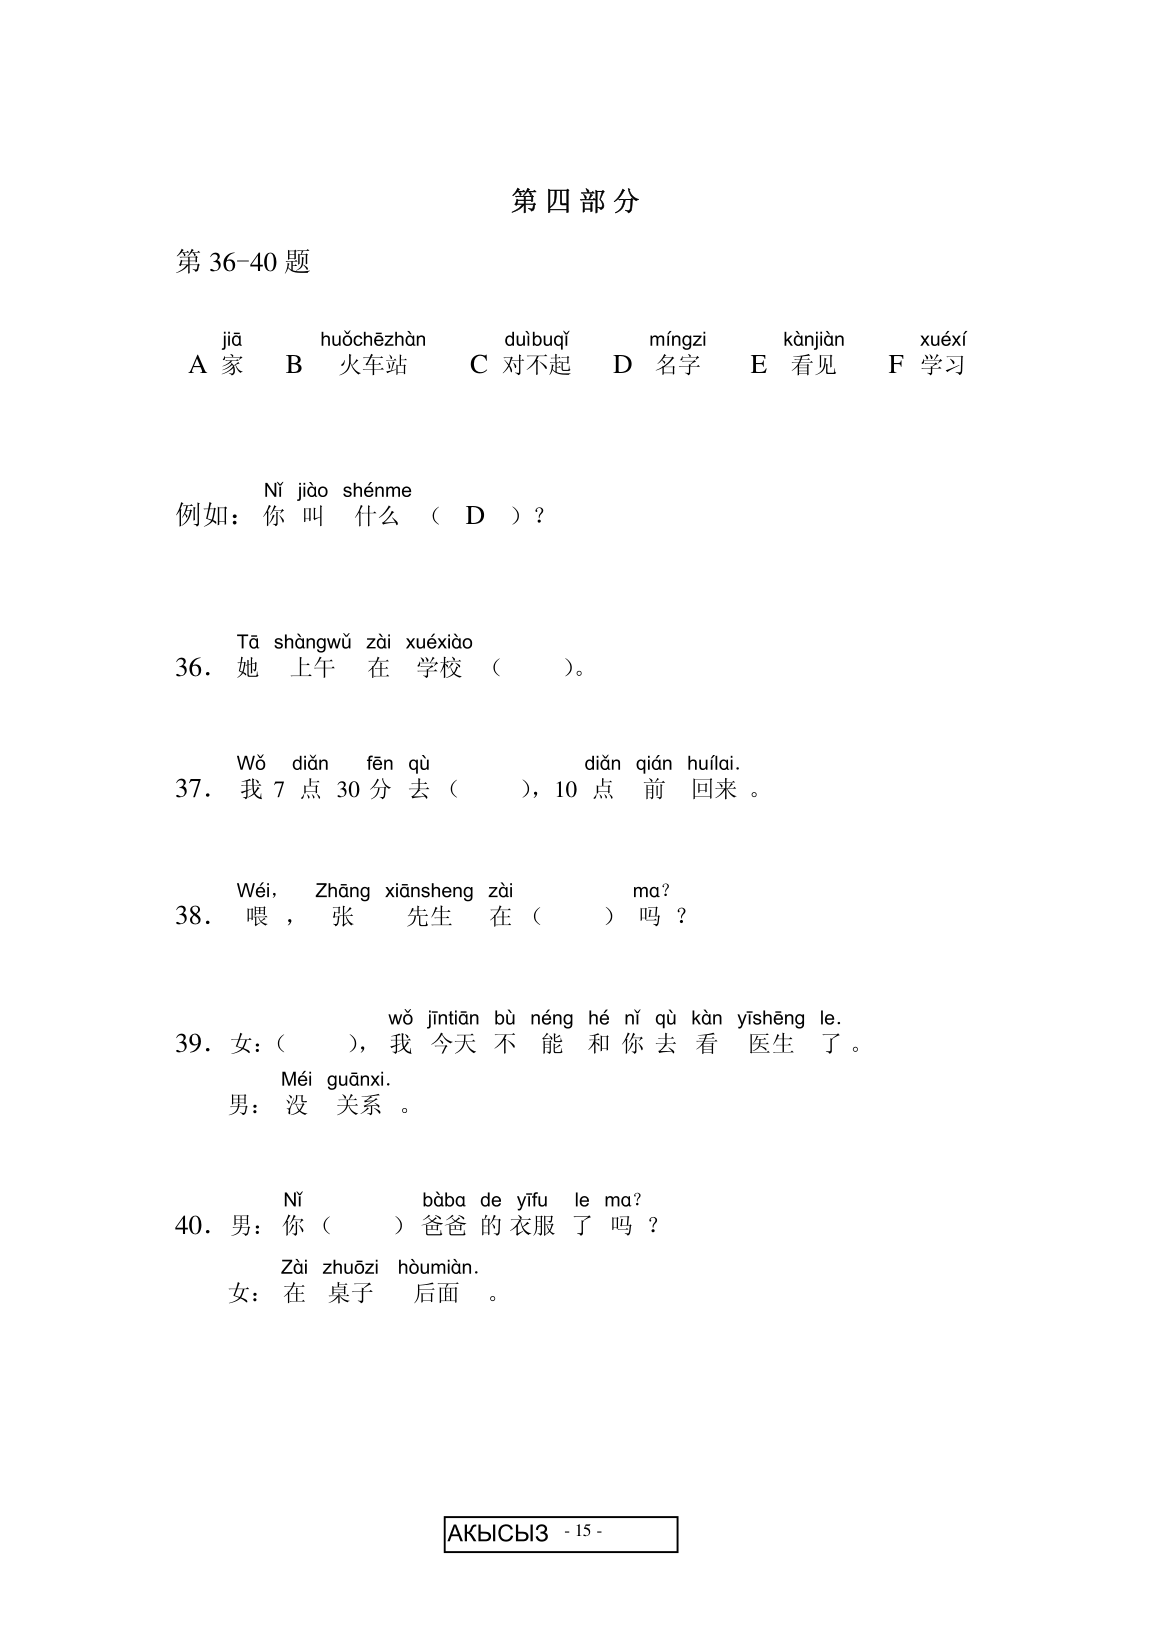 第四部分
第 36-40 题
jiā huǒchēzhàn duìbuqǐ míngzi kànjiàn xuéxí
A 家 B 火车站 C 对不起 D 名字 E 看见 F 学习
Nǐ jiào shénme
例如：你 叫 什么 （ D ）？
Tā shàngwǔ zài xuéxiào
36．她 上午 在 学校 （ ）。
Wǒ diǎn fēn qù diǎn qián huílai.
37．我 7 点 30 分 去（ ），10 点 前 回来 。
Wéi， Zhāng xiānsheng zài ma？
38．喂 ， 张 先生 在（ ） 吗 ？
wǒ jīntiān bù néng hé nǐ qù kàn yīshēng le.
39．女：（ ）， 我 今天 不 能 和 你 去 看 医生 了 。
Méi guānxi.
男： 没 关系 。
Nǐ bàba de yīfu le ma？
40．男：你（ ）爸爸 的 衣服 了 吗 ？
Zài zhuōzi hòumiàn.
女： 在 桌子 后面 。
АКЫСЫЗ - 15 -